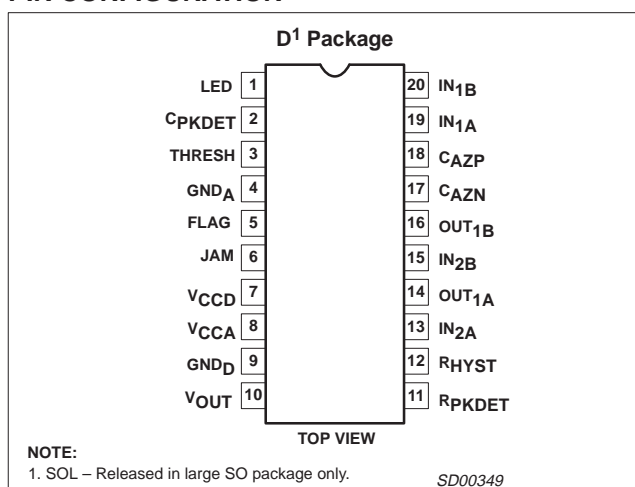 D1 Package
LED 1
CPKDET 2
THRESH 3
GNDA 4
FLAG 5
JAM 6
VCCD 7
VCCA 8
GNDD 9
VOUT 10
20 IN1B
19 IN1A
18 CAZP
17 CAZN
16 OUT1B
15 IN2B
14 OUT1A
13 IN2A
12 RHYST
11 RPKDET
TOP VIEW
NOTE:
1. SOL – Released in large SO package only.
SD00349